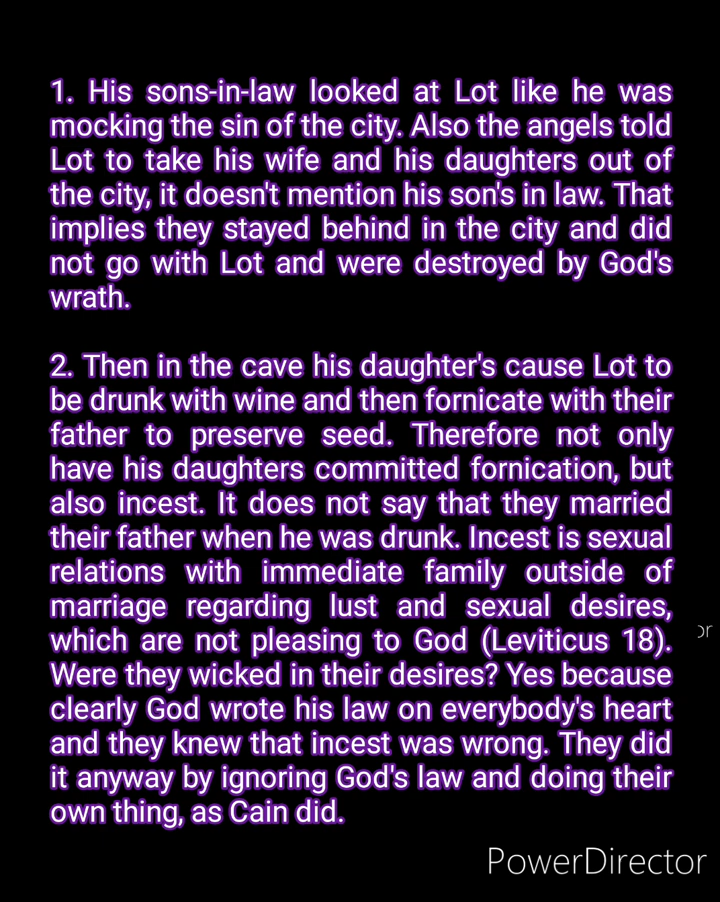 1. His sons-in-law looked at Lot like he was
mocking the sin of the city. Also the angels told
Lot to take his wife and his daughters out of
the city, it doesn't mention his son's in law. That
implies they stayed behind in the city and did
not go with Lot and were destroyed by God's
wrath.
2. Then in the cave his daughter's cause Lot to
be drunk with wine and then fornicate with their
father to preserve seed. Therefore not only
have his daughters committed fornication, but
also incest. It does not say that they married
their father when he was drunk. Incest is sexual
relations with immediate family outside of
marriage regarding lust and sexual desires,
which are not pleasing to God (Leviticus 18).
Were they wicked in their desires? Yes because
clearly God wrote his law on everybody's heart
and they knew that incest was wrong. They did
it anyway by ignoring God's law and doing their
own thing, as Cain did.
PowerDirector